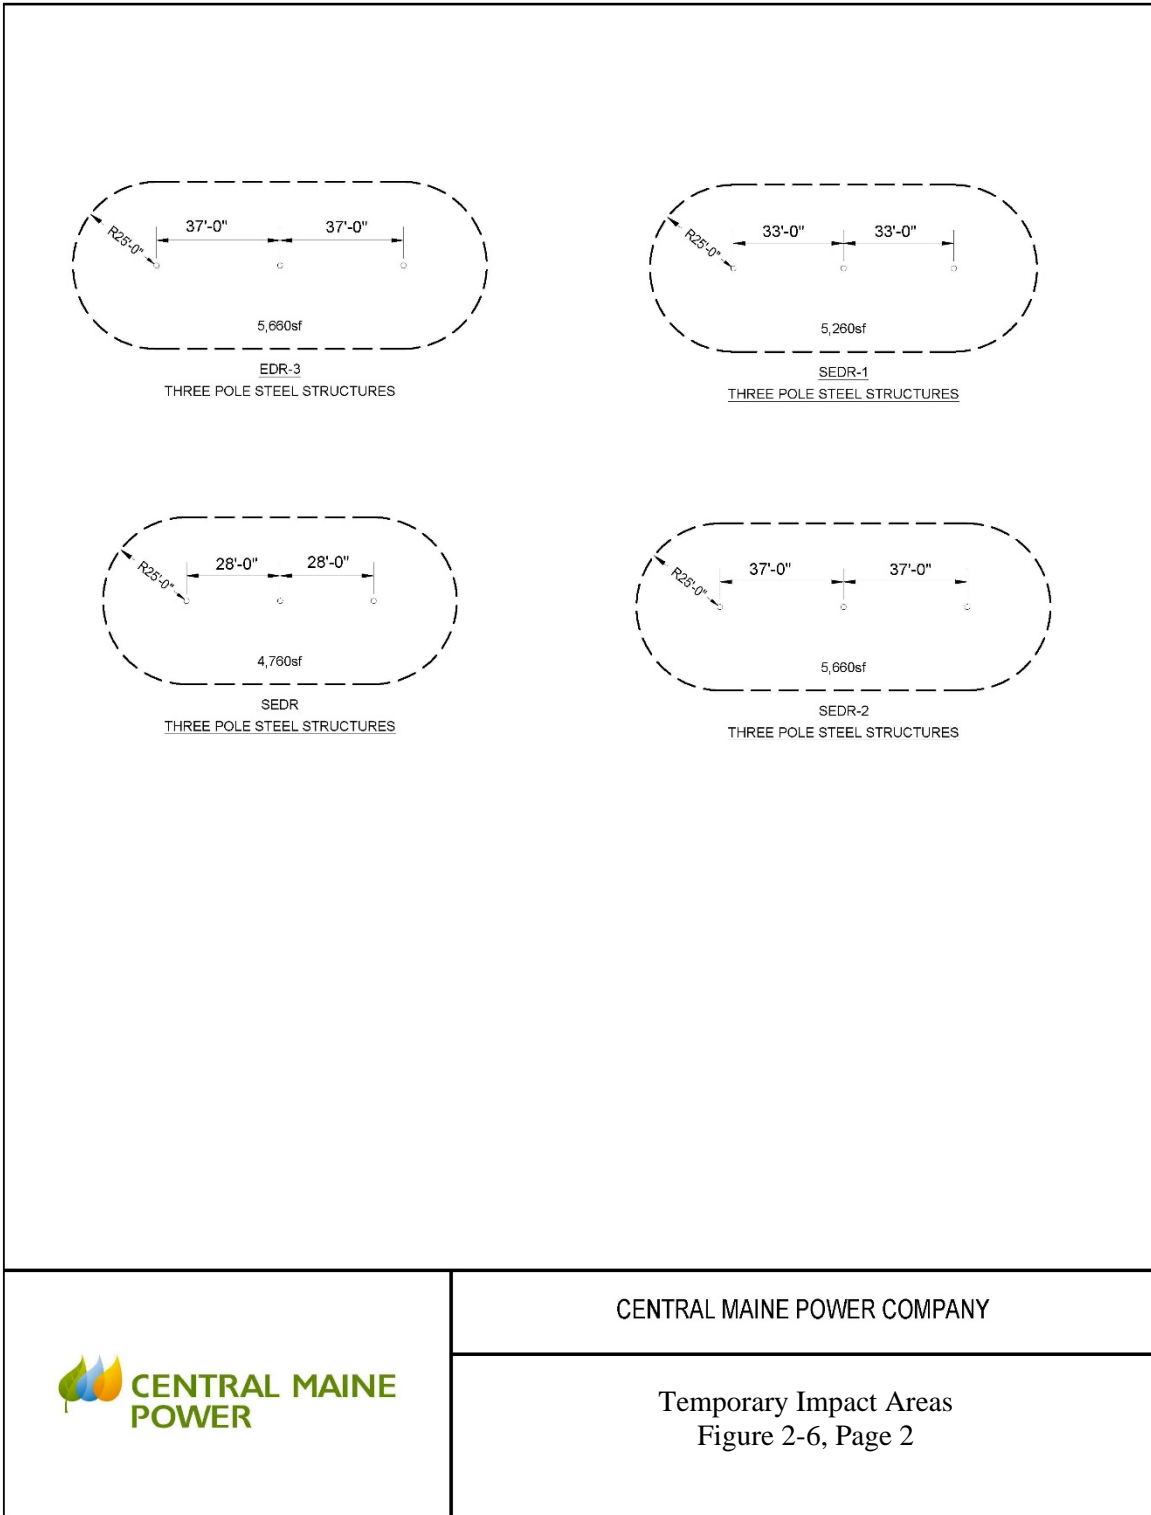 37'-0" 37'-0"
R25'-0"
5,660sf
EDR-3
THREE POLE STEEL STRUCTURES
33'-0" 33'-0"
R25'-0"
5,260sf
SEDR-1
THREE POLE STEEL STRUCTURES
28'-0" 28'-0"
R25'-0"
4,760sf
SEDR
THREE POLE STEEL STRUCTURES
37'-0" 37'-0"
R25'-0"
5,660sf
SEDR-2
THREE POLE STEEL STRUCTURES
CENTRAL MAINE
POWER
CENTRAL MAINE POWER COMPANY
Temporary Impact Areas
Figure 2-6, Page 2